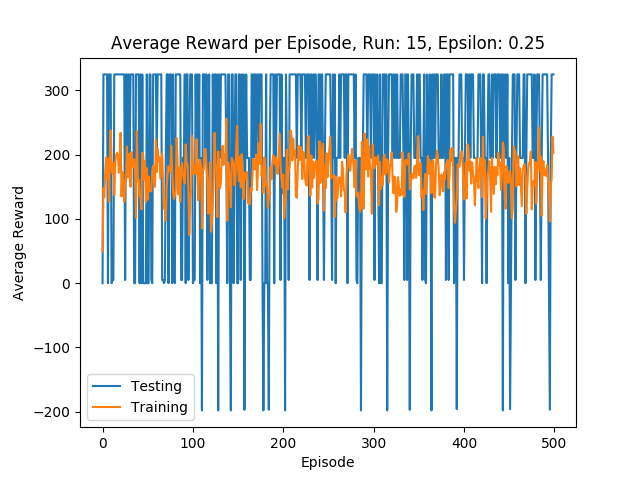 Average Reward per Episode, Run: 15, Epsilon: 0.25
300
200
100
0
−100
−200
Average Reward
Testing
Training
0
100
200
300
400
500
Episode